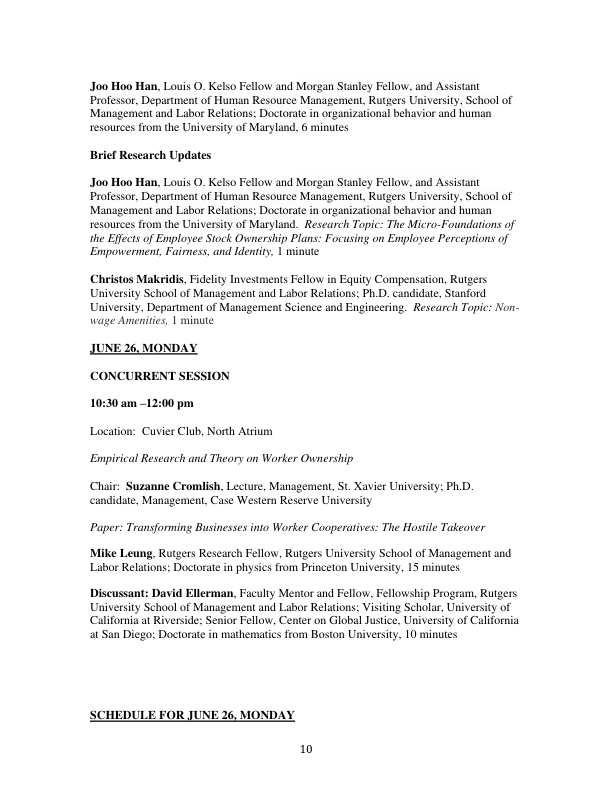 Joo Hoo Han, Louis O. Kelso Fellow and Morgan Stanley Fellow, and Assistant
Professor, Department of Human Resource Management, Rutgers University, School of
Management and Labor Relations; Doctorate in organizational behavior and human
resources from the University of Maryland, 6 minutes
Brief Research Updates
Joo Hoo Han, Louis O. Kelso Fellow and Morgan Stanley Fellow, and Assistant
Professor, Department of Human Resource Management, Rutgers University, School of
Management and Labor Relations; Doctorate in organizational behavior and human
resources from the University of Maryland.  Research Topic: The Micro-Foundations of
the Effects of Employee Stock Ownership Plans: Focusing on Employee Perceptions of
Empowerment, Fairness, and Identity, 1 minute
Christos Makridis, Fidelity Investments Fellow in Equity Compensation, Rutgers
University School of Management and Labor Relations; Ph.D. candidate, Stanford
University, Department of Management Science and Engineering.  Research Topic: Non-
wage Amenities, 1 minute
JUNE 26, MONDAY
CONCURRENT SESSION
10:30 am –12:00 pm
Location:  Cuvier Club, North Atrium
Empirical Research and Theory on Worker Ownership
Chair:  Suzanne Cromlish, Lecture, Management, St. Xavier University; Ph.D.
candidate, Management, Case Western Reserve University
Paper: Transforming Businesses into Worker Cooperatives: The Hostile Takeover
Mike Leung, Rutgers Research Fellow, Rutgers University School of Management and
Labor Relations; Doctorate in physics from Princeton University, 15 minutes
Discussant: David Ellerman, Faculty Mentor and Fellow, Fellowship Program, Rutgers
University School of Management and Labor Relations; Visiting Scholar, University of
California at Riverside; Senior Fellow, Center on Global Justice, University of California
at San Diego; Doctorate in mathematics from Boston University, 10 minutes
SCHEDULE FOR JUNE 26, MONDAY
10